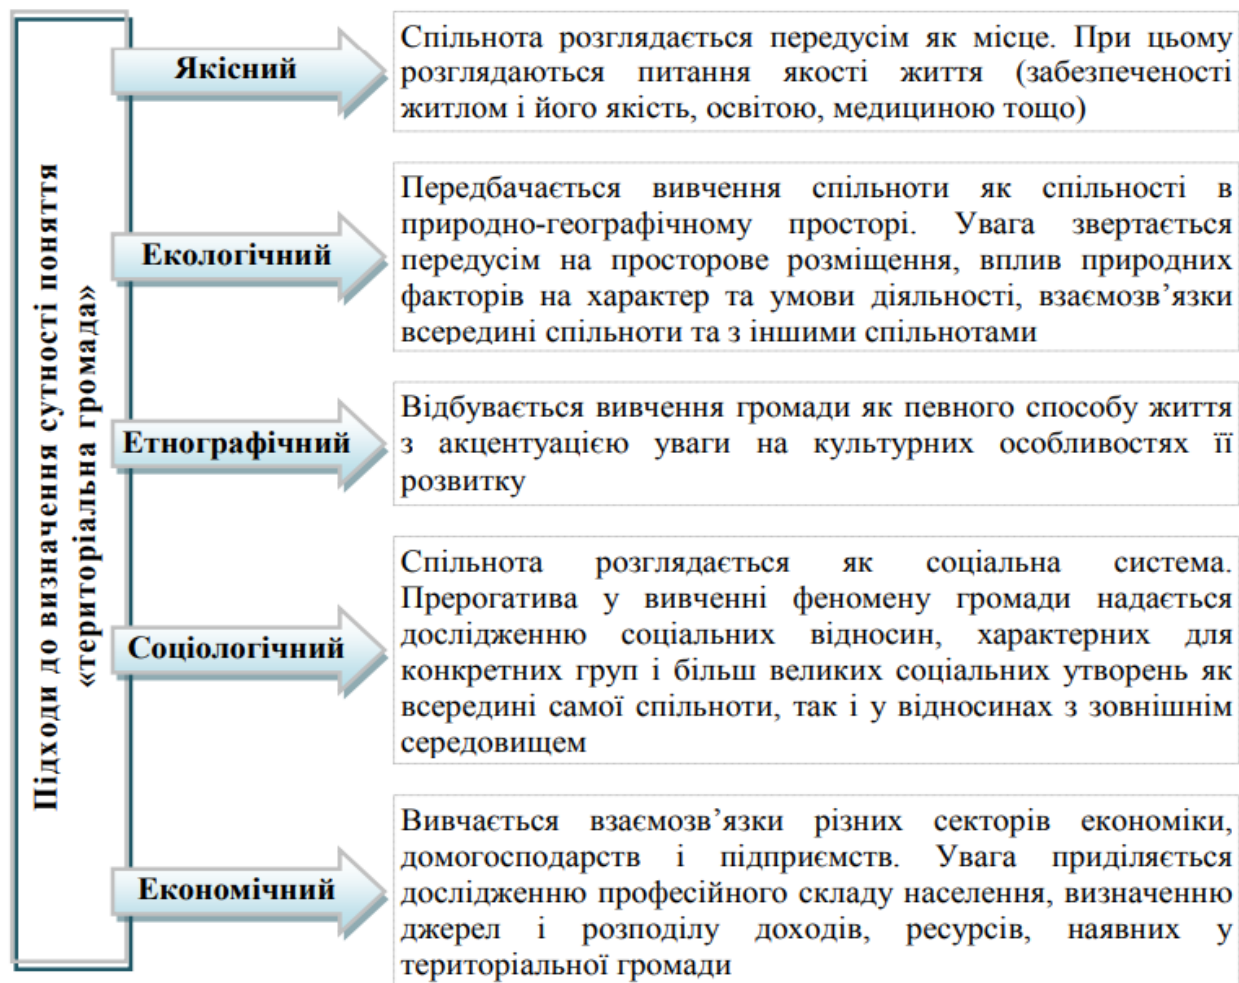 Підходи до визначення сутності поняття
«територіальна громада»
Якісний
Спільнота розглядається передусім як місце. При цьому
розглядаються питання якості життя (забезпеченості
житлом і його якість, освітою, медициною тощо)
Екологічний
Передбачається вивчення спільноти як спільності в
природно-географічному просторі. Увага звертається
передусім на просторове розміщення, вплив природних
факторів на характер та умови діяльності, взаємозв’язки
всередині спільноти та з іншими спільнотами
Етнографічний
Відбувається вивчення громади як певного способу життя
з акцентуацією уваги на культурних особливостях її
розвитку
Соціологічний
Спільнота розглядається як соціальна система.
Прерогатива у вивченні феномену громади надається
дослідженню соціальних відносин, характерних для
конкретних груп і більш великих соціальних утворень як
всередині самої спільноти, так і у відносинах з зовнішнім
середовищем
Економічний
Вивчається взаємозв’язки різних секторів економіки,
домогосподарств і підприємств. Увага приділяється
дослідженню професійного складу населення, визначенню
джерел і розподілу доходів, ресурсів, наявних у
територіальної громади